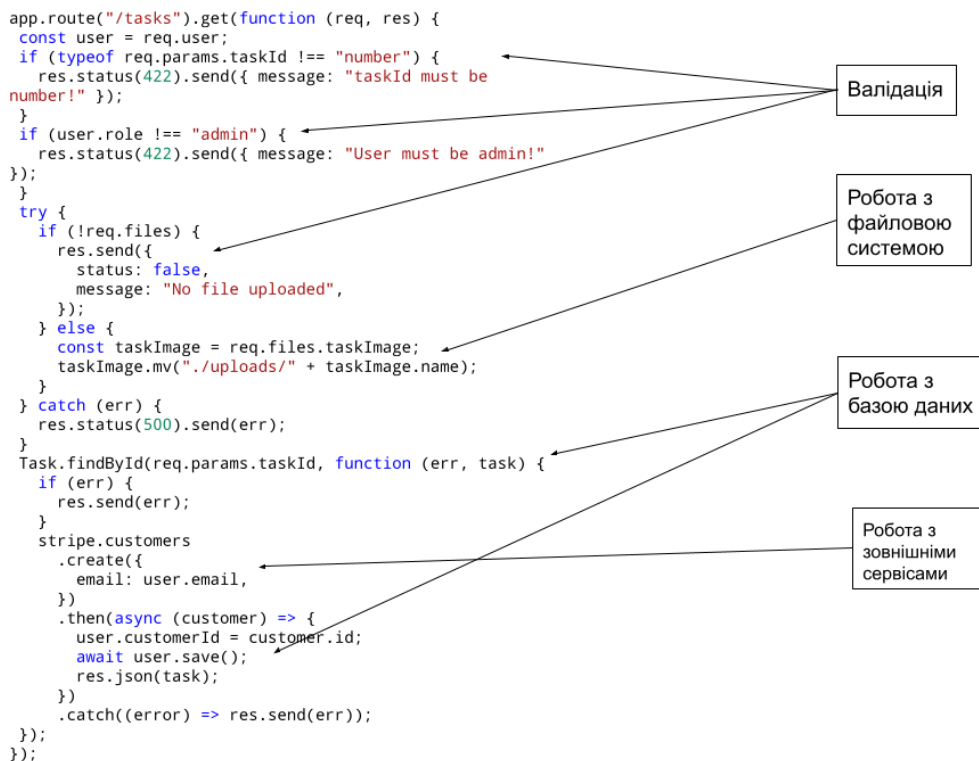 app.route("/tasks").get(function (req, res) {
const user = req.user;
if (typeof req.params.taskId !== "number") {
res.status(422).send({ message: "taskId must be
number!" });
}
if (user.role !== "admin") {
res.status(422).send({ message: "User must be admin!"
});
}
try {
if (!req.files) {
res.send({
status: false,
message: "No file uploaded",
});
} else {
const taskImage = req.files.taskImage;
taskImage.mv("./uploads/" + taskImage.name);
}
} catch (err) {
res.status(500).send(err);
}
Task.findById(req.params.taskId, function (err, task) {
if (err) {
res.send(err);
}
stripe.customers
.create({
email: user.email,
})
.then(async (customer) => {
user.customerId = customer.id;
await user.save();
res.json(task);
})
.catch((error) => res.send(err));
});
});
Валідація
Робота з
файловою
системою
Робота з
базою даних
Робота з
зовнішніми
сервісами